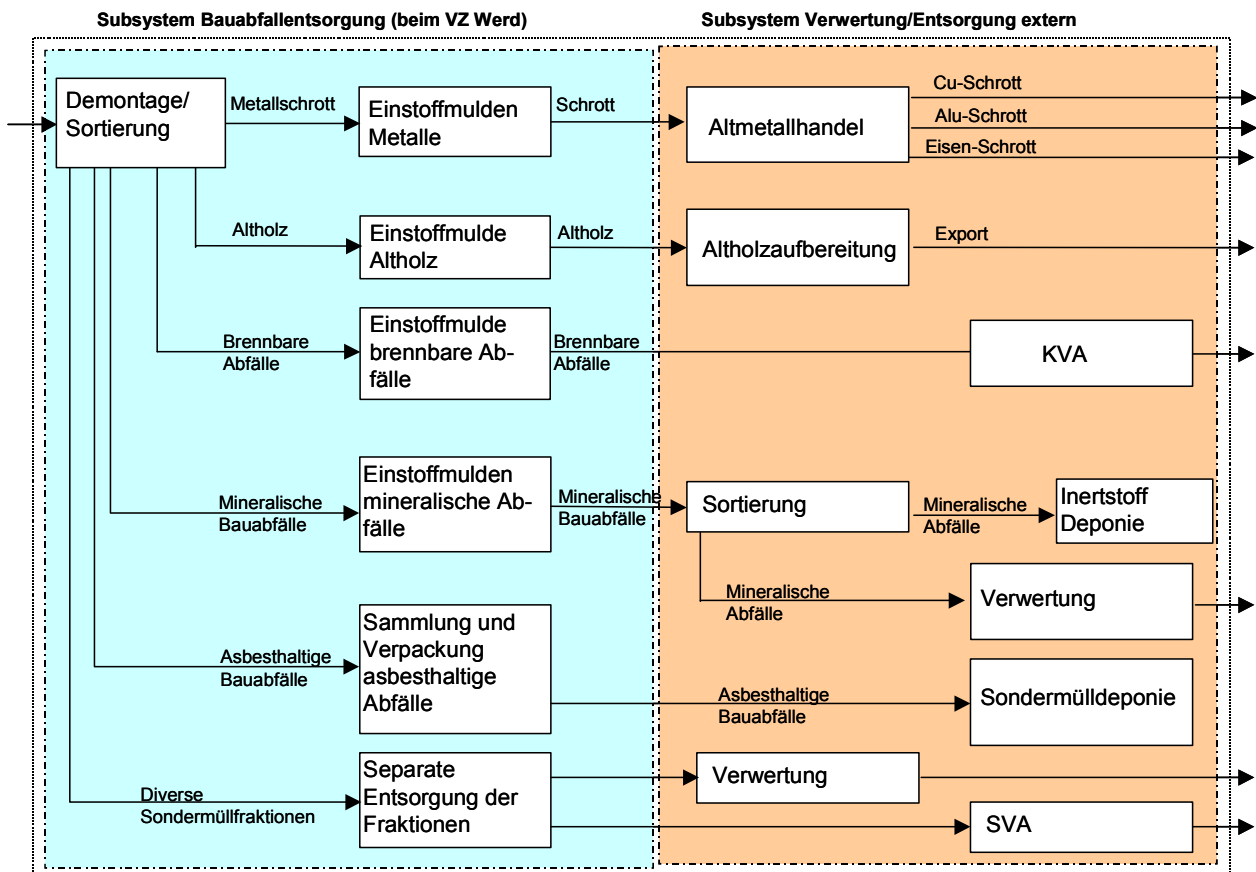 Subsystem Bauabfallentsorgung (beim VZ Werd)
Subsystem Verwertung/Entsorgung extern
Demontage/
Sortierung
Metallschrott
Einstoffmulden
Metalle
Schrott
Altmetallhandel
Cu-Schrott
Alu-Schrott
Eisen-Schrott
Altholz
Einstoffmulde
Altholz
Altholz
Altholzaufbereitung
Export
Brennbare
Abfälle
Einstoffmulde
brennbare Ab-
fälle
Brennbare
Abfälle
KVA
Mineralische
Bauabfälle
Einstoffmulden
mineralische Ab-
fälle
Mineralische
Bauabfälle
Sortierung
Mineralische
Abfälle
Inertstoff
Deponie
Mineralische
Abfälle
Verwertung
Asbesthaltige
Bauabfälle
Sammlung und
Verpackung
asbesthaltige
Abfälle
Asbesthaltige
Bauabfälle
Sondermülldeponie
Diverse
Sondermüllfraktionen
Separate
Entsorgung der
Fraktionen
Verwertung
SVA